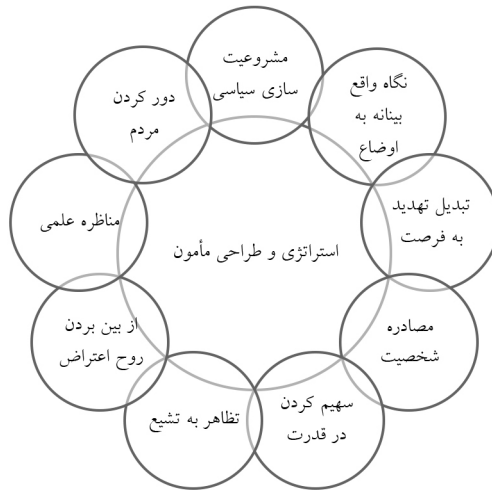 استراتژی و طراحی مأمون
مشروعیت
سازی سیاسی
نگاه واقع
بینانه به
اوضاع
تبدیل تهدید
به فرصت
مصادره
شخصیت
سهیم کردن
در قدرت
تظاهر به تشیع
از بین بردن
روح اعتراض
مناظره علمی
دور کردن
مردم